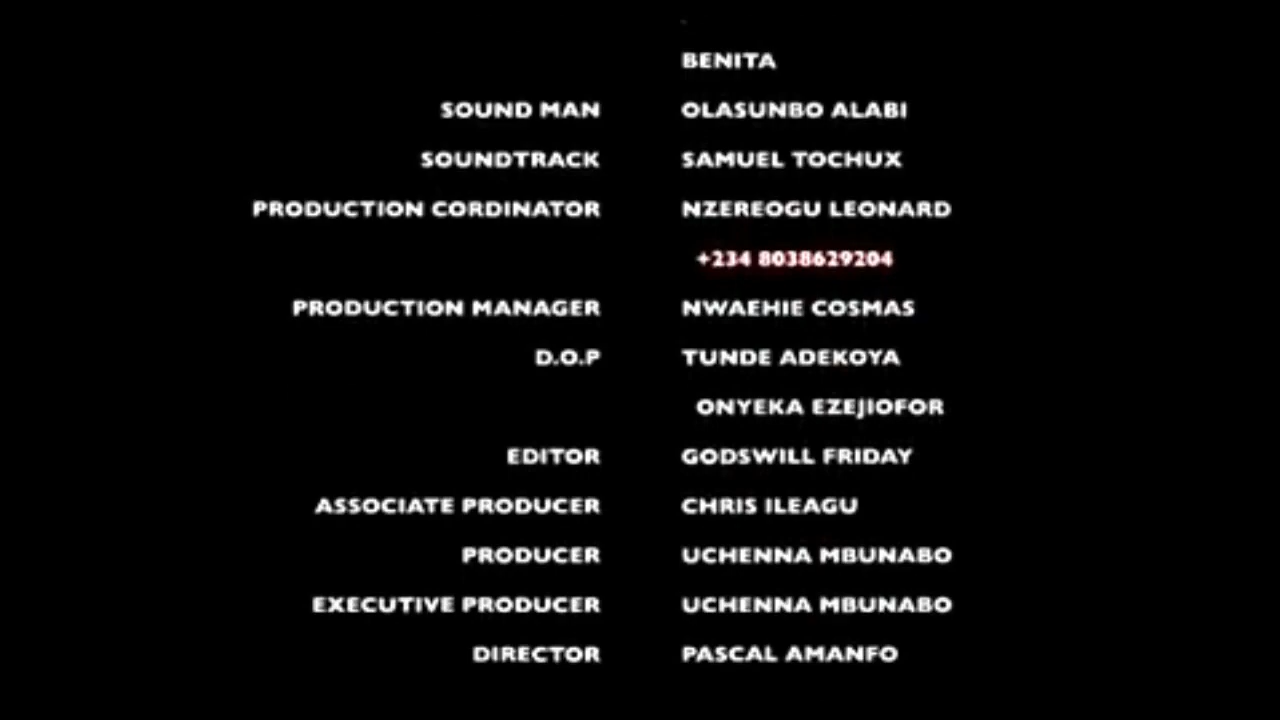 BENITA
SOUND MAN OLASUNBO ALABI
SOUNDTRACK SAMUEL TOCHUX
PRODUCTION CORDINATOR NZEREOGU LEONARD
+234 8038629204
PRODUCTION MANAGER NWAEHIE COSMAS
D.O.P TUNDE ADEKOYA
ONYEKA EZEJIOFOR
EDITOR GODSWILL FRIDAY
ASSOCIATE PRODUCER CHRIS ILEAGU
PRODUCER UCHENNA MBUNABO
EXECUTIVE PRODUCER UCHENNA MBUNABO
DIRECTOR PASCAL AMANFO